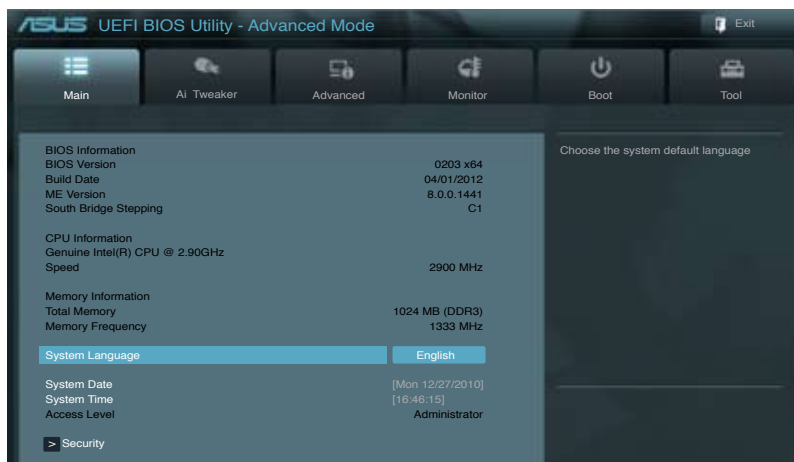 ASUS UEFI BIOS Utility - Advanced Mode
Exit
Main
Ai Tweaker
Advanced
Monitor
Boot
Tool
BIOS Information
BIOS Version 0203 x64
Build Date 04/01/2012
ME Version 8.0.0.1441
South Bridge Stepping C1
CPU Information
Genuine Intel(R) CPU @ 2.90GHz
Speed 2900 MHz
Memory Information
Total Memory 1024 MB (DDR3)
Memory Frequency 1333 MHz
System Language English
System Date [Mon 12/27/2010]
System Time [16:46:15]
Access Level Administrator
> Security
Choose the system default language